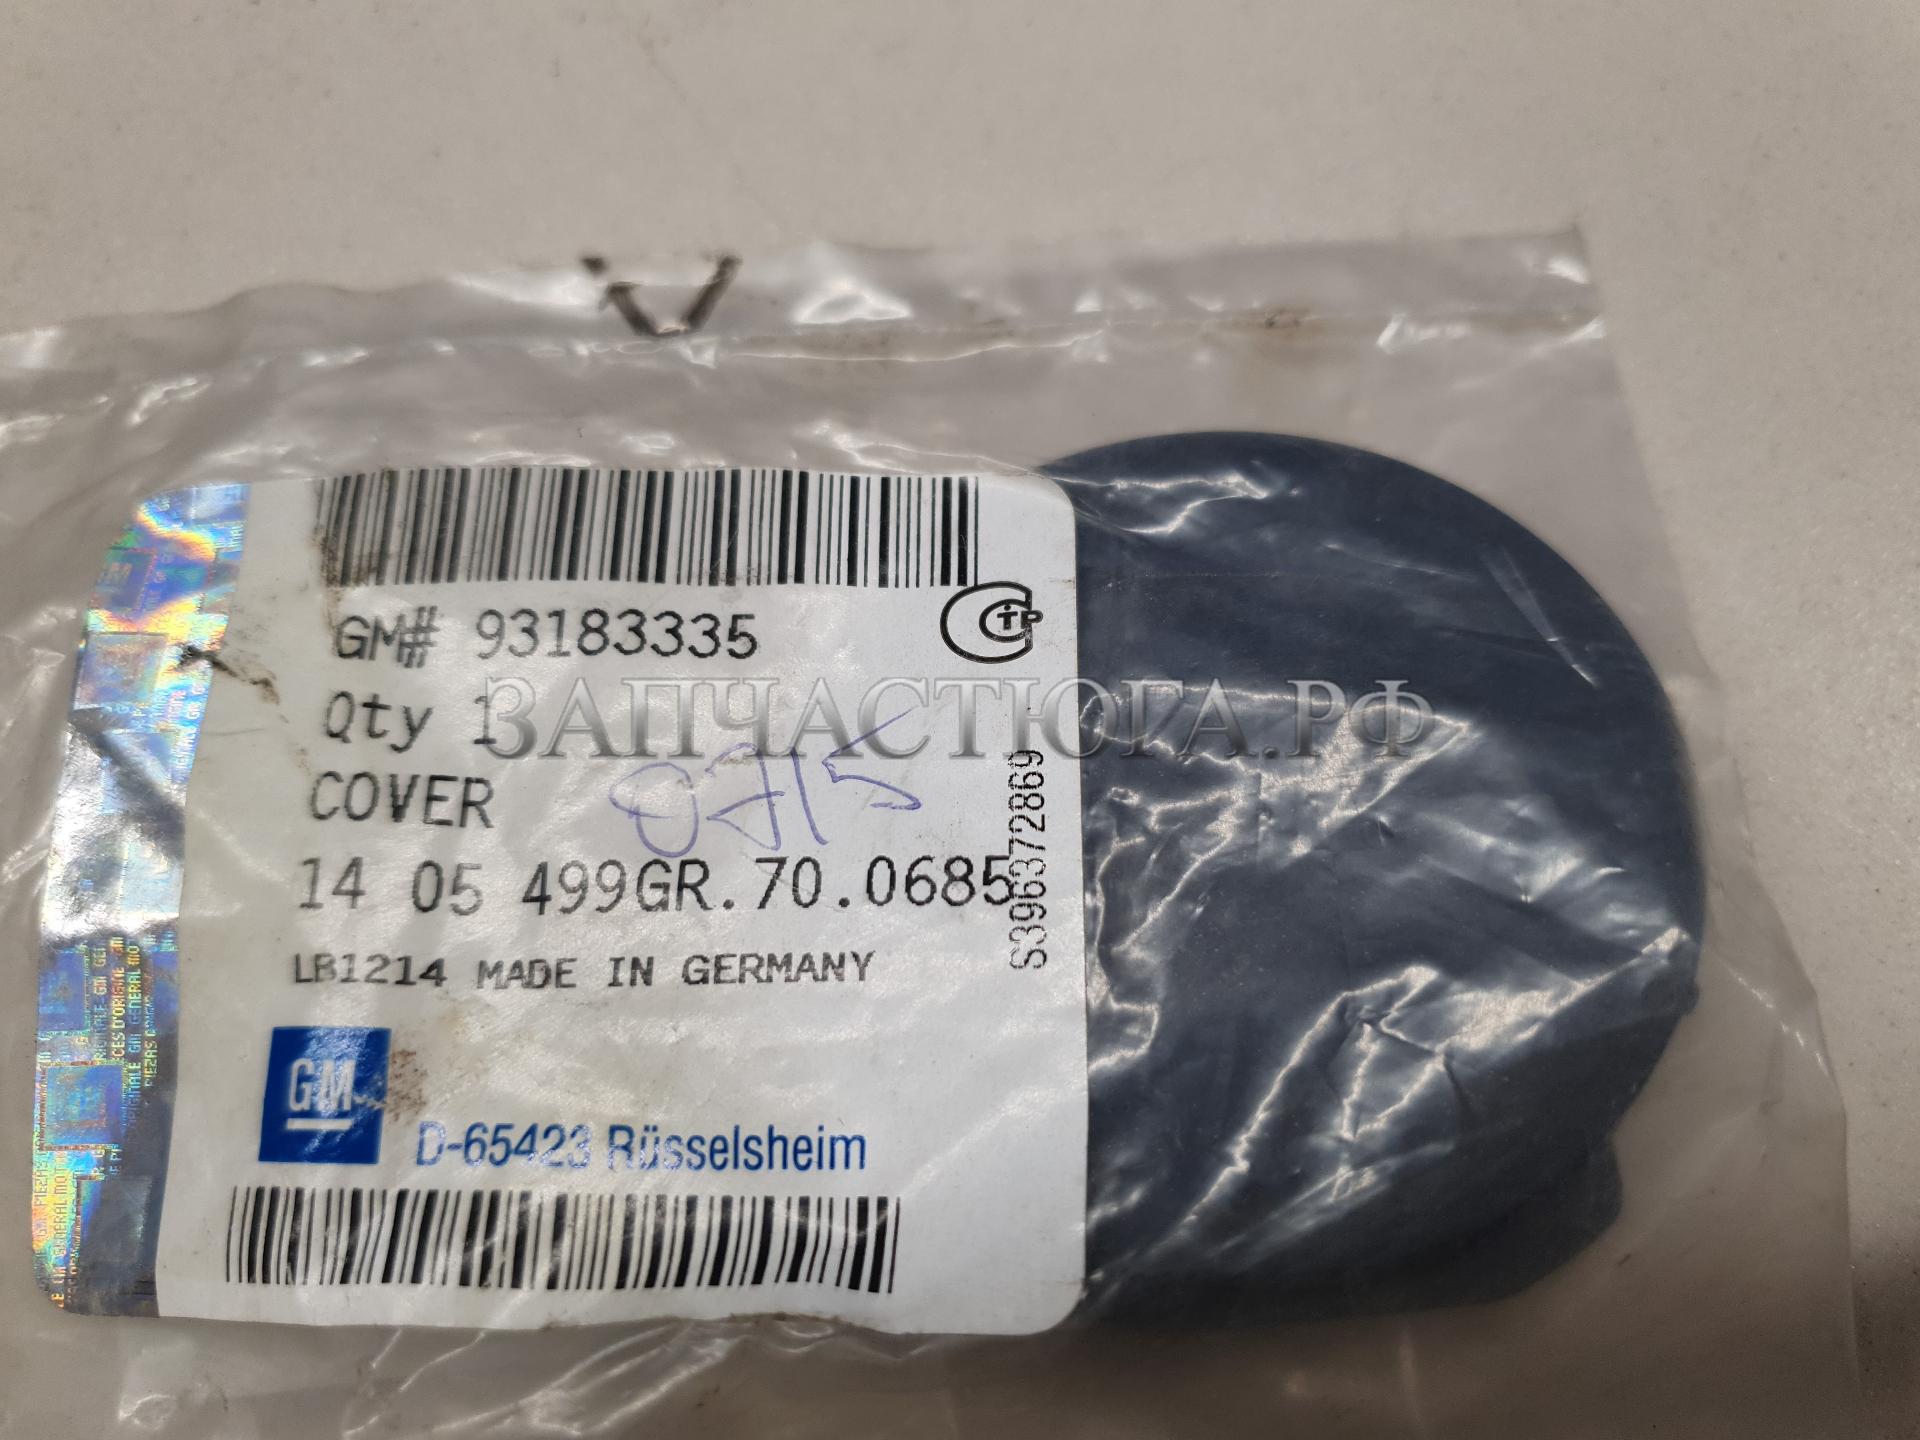 GM# 93183335
Qty 1
COVER
0715
14 05 499GR.70.0685
LB1214 MADE IN GERMANY
GM
D-65423 Rüsselsheim
S396372869
ЗАПЧАСТЮГА.РФ